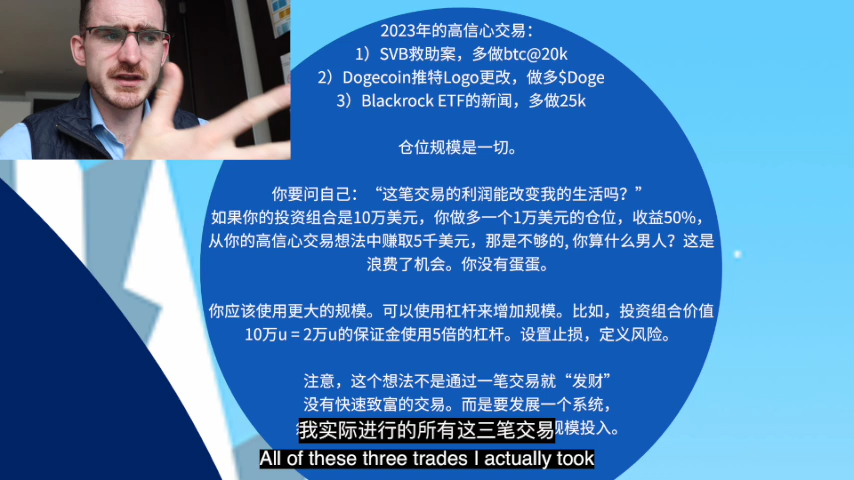 2023年的高信心交易：
1）SVB救助案，多做btc@20k
2）Dogecoin推特Logo更改，做多$Doge
3）Blackrock ETF的新闻，多做25k
仓位规模是一切。
你要问自己：“这笔交易的利润能改变我的生活吗？”
如果你的投资组合是10万美元，你做多一个1万美元的仓位，收益50%，
从你的高信心交易想法中赚取5千美元，那是不够的, 你算什么男人？这是
浪费了机会。你没有蛋蛋。
你应该使用更大的规模。可以使用杠杆来增加规模。比如，投资组合价值
10万u = 2万u的保证金使用5倍的杠杆。设置止损，定义风险。
注意，这个想法不是通过一笔交易就“发财”
没有快速致富的交易。而是要发展一个系统，
规模投入。
我实际进行的所有这三笔交易
All of these three trades I actually took